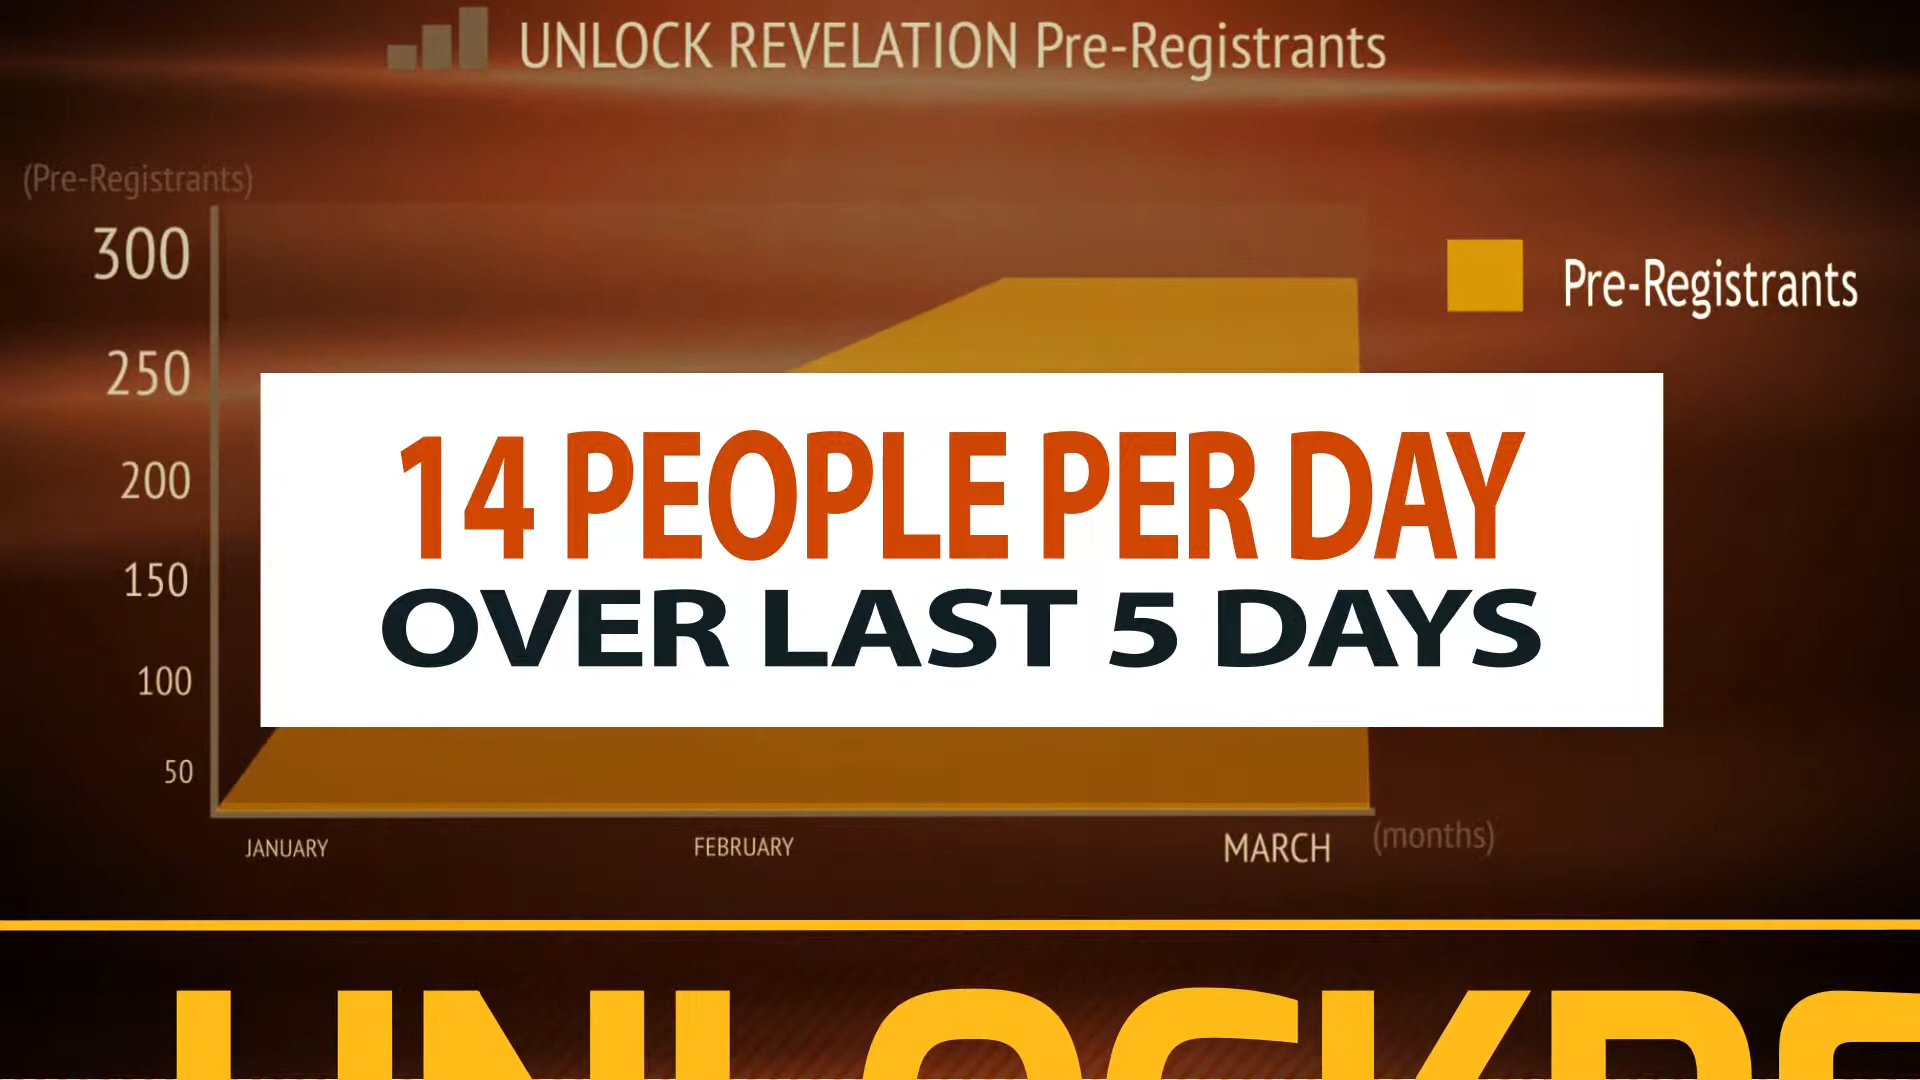 UNLOCK REVELATION Pre-Registrants
(Pre-Registrants)
300
250
200
150
100
50
Pre-Registrants
14 PEOPLE PER DAY
OVER LAST 5 DAYS
JANUARY
FEBRUARY
MARCH
(months)